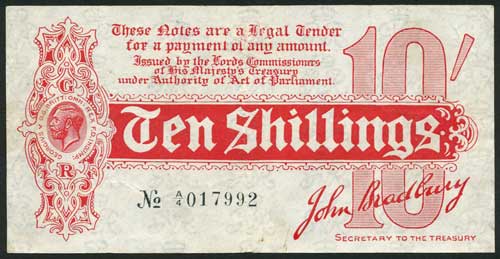 These Notes are a Legal Tender
for a payment of any amount.
Issued by the Lords Commissioners
of His Majesty's Treasury
under Authority of Act of Parliament.
10/
G R
Ten Shillings.
No A/4 017992
John Bradbury
10/
SECRETARY TO THE TREASURY